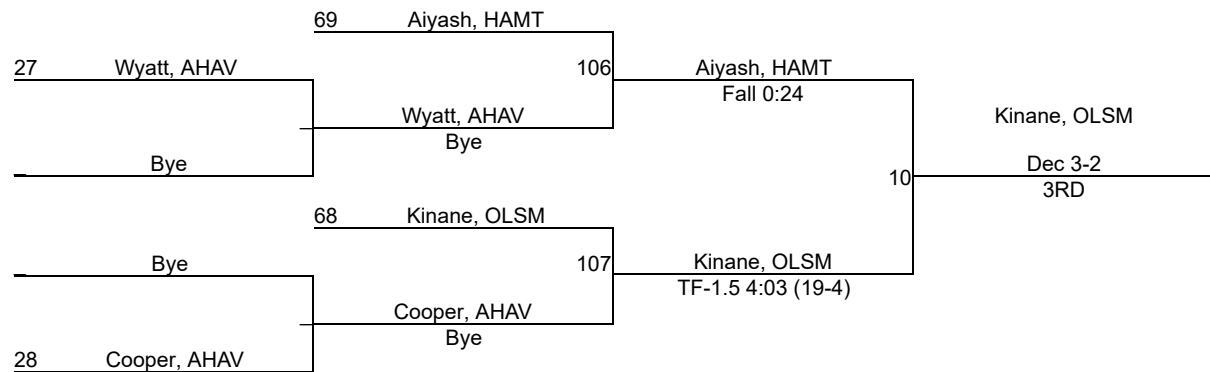 69 Aiyash, HAMT
27 Wyatt, AHAV
106 Aiyash, HAMT
Fall 0:24
Wyatt, AHAV
Bye
Kinane, OLSM
Bye
10 Dec 3-2
3RD
68 Kinane, OLSM
Bye
107 Kinane, OLSM
TF-1.5 4:03 (19-4)
Cooper, AHAV
Bye
28 Cooper, AHAV